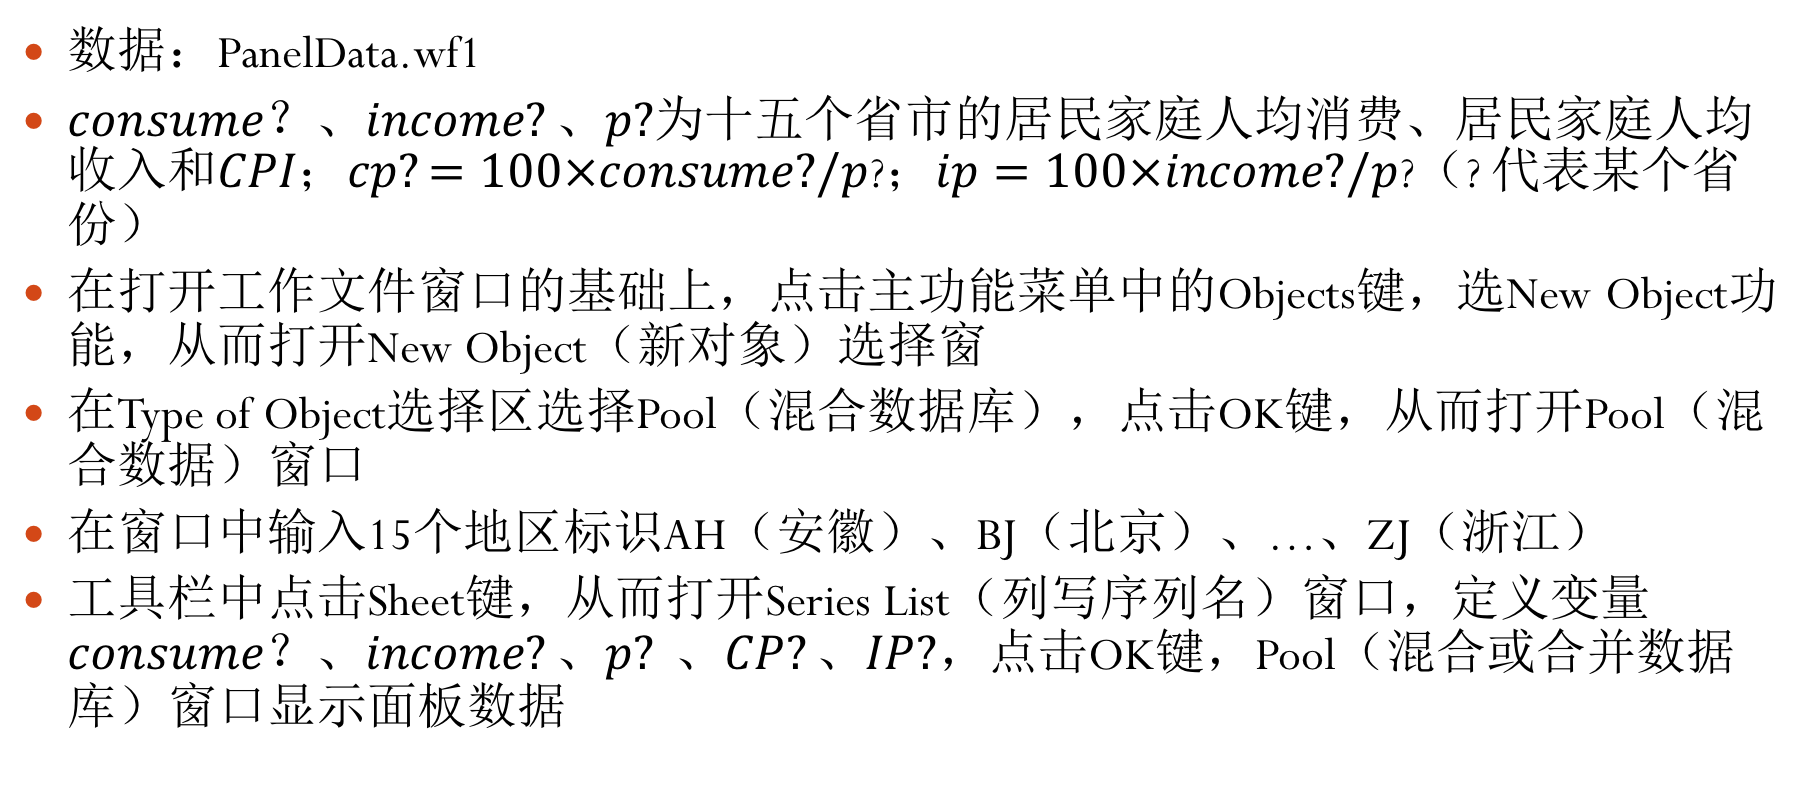 数据：PanelData.wf1
consume？、income?、p?为十五个省市的居民家庭人均消费、居民家庭人均
收入和CPI；cp? = 100×consume?/p?；ip = 100×income?/p?（? 代表某个省
份）
在打开工作文件窗口的基础上，点击主功能菜单中的Objects键，选New Object功
能，从而打开New Object（新对象）选择窗
在Type of Object选择区选择Pool（混合数据库），点击OK键，从而打开Pool（混
合数据）窗口
在窗口中输入15个地区标识AH（安徽）、BJ（北京）、…、ZJ（浙江）
工具栏中点击Sheet键，从而打开Series List（列写序列名）窗口，定义变量
consume？、income?、p? 、CP?、IP?，点击OK键，Pool（混合或合并数据
库）窗口显示面板数据